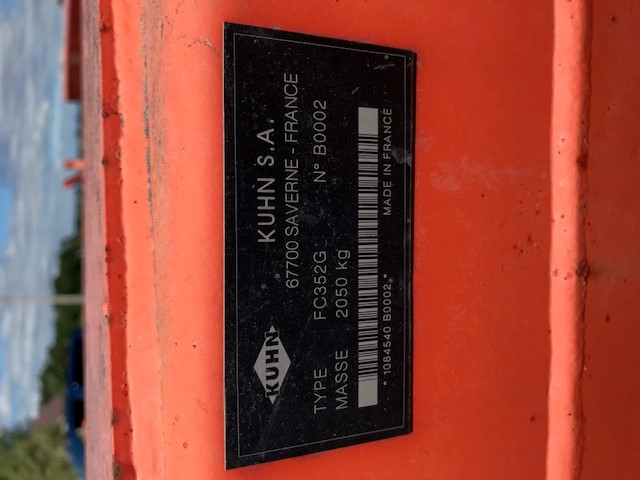 KUHN
KUHN S.A.
67700 SAVERNE - FRANCE
TYPE FC352G N° B0002
MASSE 2050 kg
*1084540 B0002*
MADE IN FRANCE